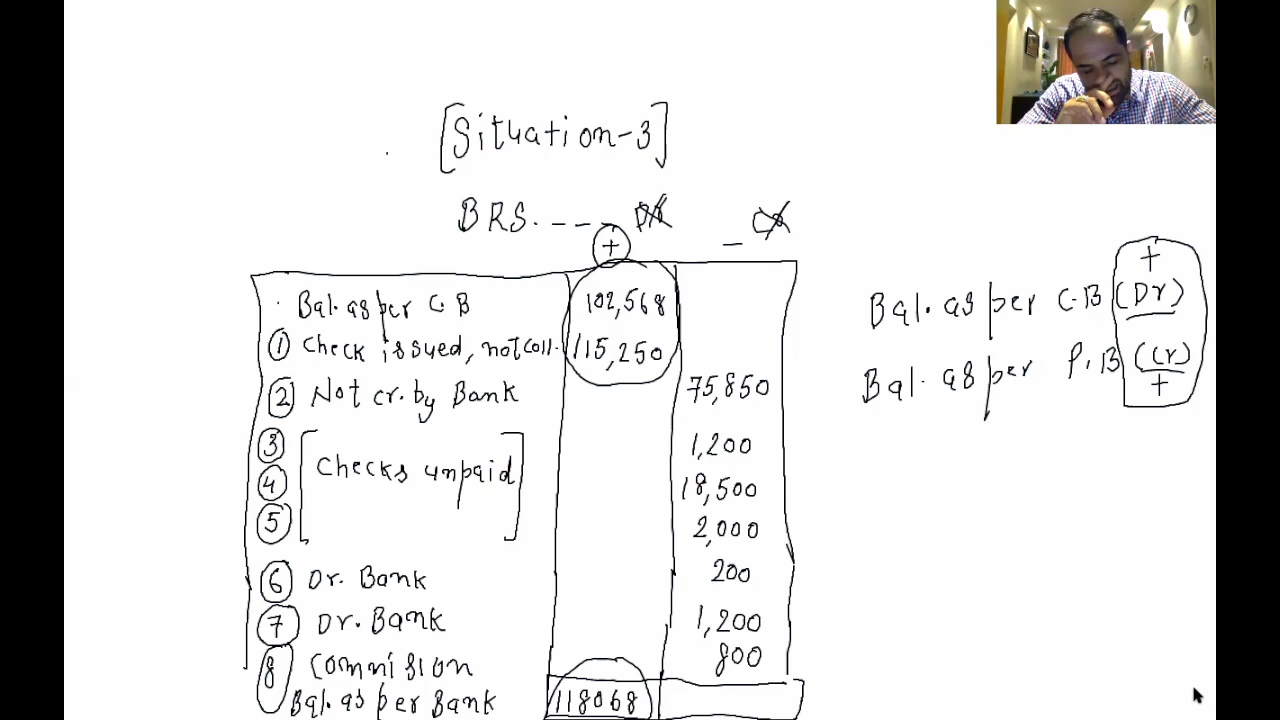 [Situation-3]
BRS. - - - Dr - Cr
+
Bal. as per C.B 102,568
1 Check issued, not coll. 115,250
2 Not cr. by Bank 75,850
3 1,200
4 Checks unpaid 18,500
5 2,000
6 Dr. Bank 200
7 Dr. Bank 1,200
8 Commision 800
Bal. as per Bank 118068
+
Bal. as per C.B (Dr)
Bal. as per P.B (Cr)
+